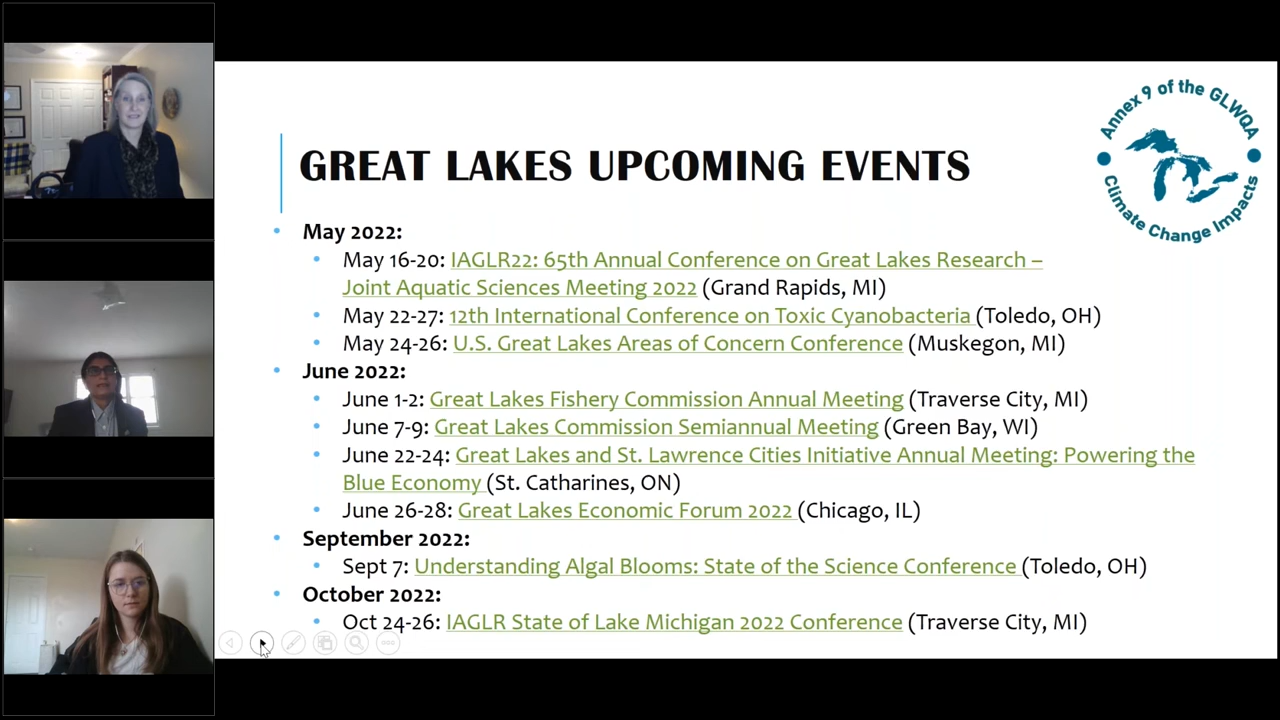 GREAT LAKES UPCOMING EVENTS
Annex 9 of the GLWQA
Climate Change Impacts
• May 2022:
• May 16-20: IAGLR22: 65th Annual Conference on Great Lakes Research –
Joint Aquatic Sciences Meeting 2022 (Grand Rapids, MI)
• May 22-27: 12th International Conference on Toxic Cyanobacteria (Toledo, OH)
• May 24-26: U.S. Great Lakes Areas of Concern Conference (Muskegon, MI)
• June 2022:
• June 1-2: Great Lakes Fishery Commission Annual Meeting (Traverse City, MI)
• June 7-9: Great Lakes Commission Semiannual Meeting (Green Bay, WI)
• June 22-24: Great Lakes and St. Lawrence Cities Initiative Annual Meeting: Powering the
Blue Economy (St. Catharines, ON)
• June 26-28: Great Lakes Economic Forum 2022 (Chicago, IL)
• September 2022:
• Sept 7: Understanding Algal Blooms: State of the Science Conference (Toledo, OH)
• October 2022:
• Oct 24-26: IAGLR State of Lake Michigan 2022 Conference (Traverse City, MI)